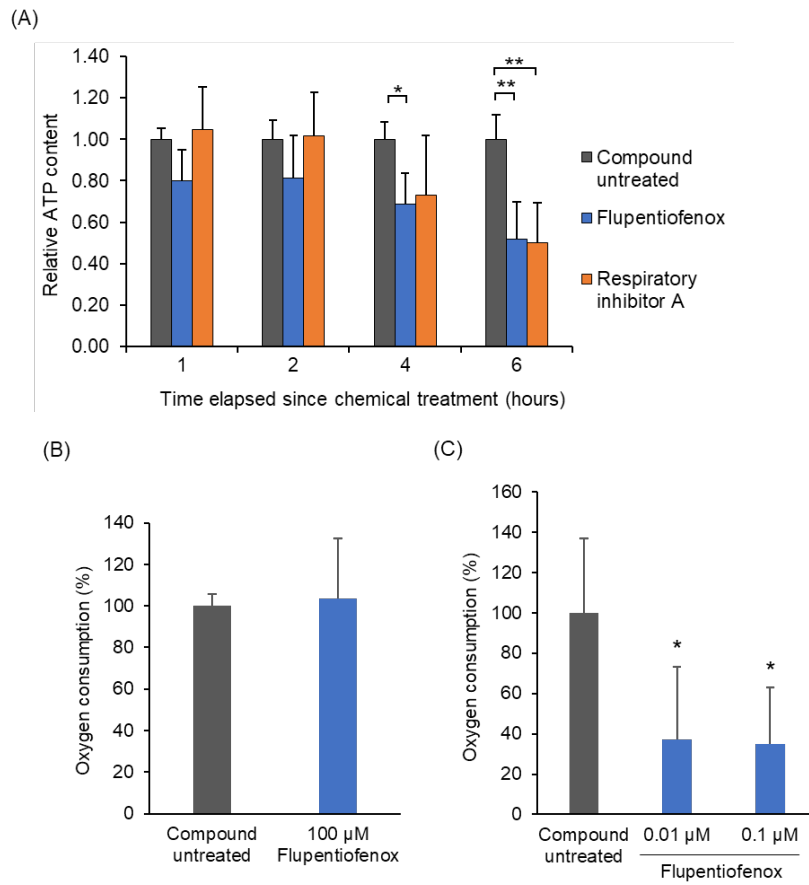 (A)
1.40
1.20
1.00
0.80
0.60
0.40
0.20
0.00
Relative ATP content
*
**
**
1
2
4
6
Time elapsed since chemical treatment (hours)
Compound
untreated
Flupentiofenox
Respiratory
inhibitor A
(B)
140
120
100
80
60
40
20
0
Oxygen consumption (%)
Compound
untreated
100 µM
Flupentiofenox
(C)
160
140
120
100
80
60
40
20
0
Oxygen consumption (%)
*
*
Compound
untreated
0.01 µM
0.1 µM
Flupentiofenox